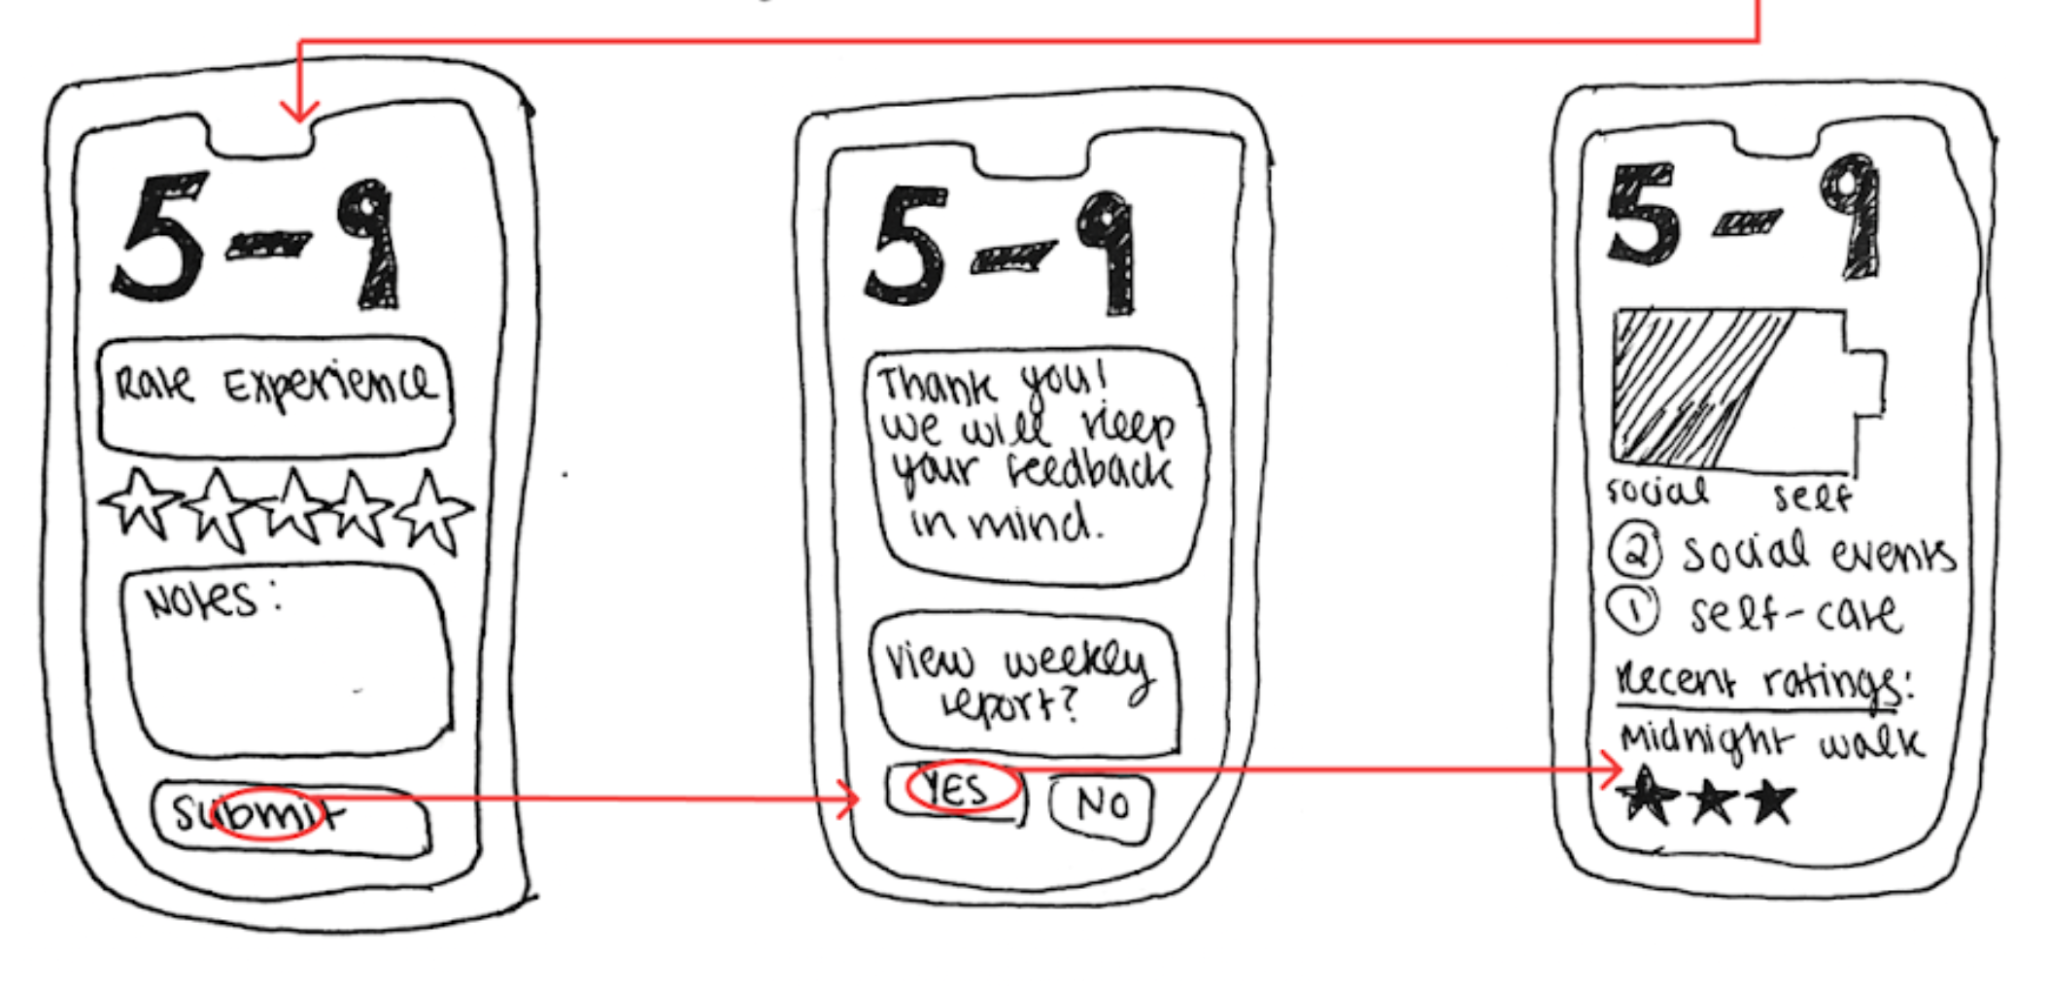 5-9
Rate Experience
Notes:
Submit
5-9
Thank you!
we will keep
your feedback
in mind.
View weekly
report?
YES
NO
5-9
social self
2 social events
1 self-care
Recent ratings:
Midnight walk